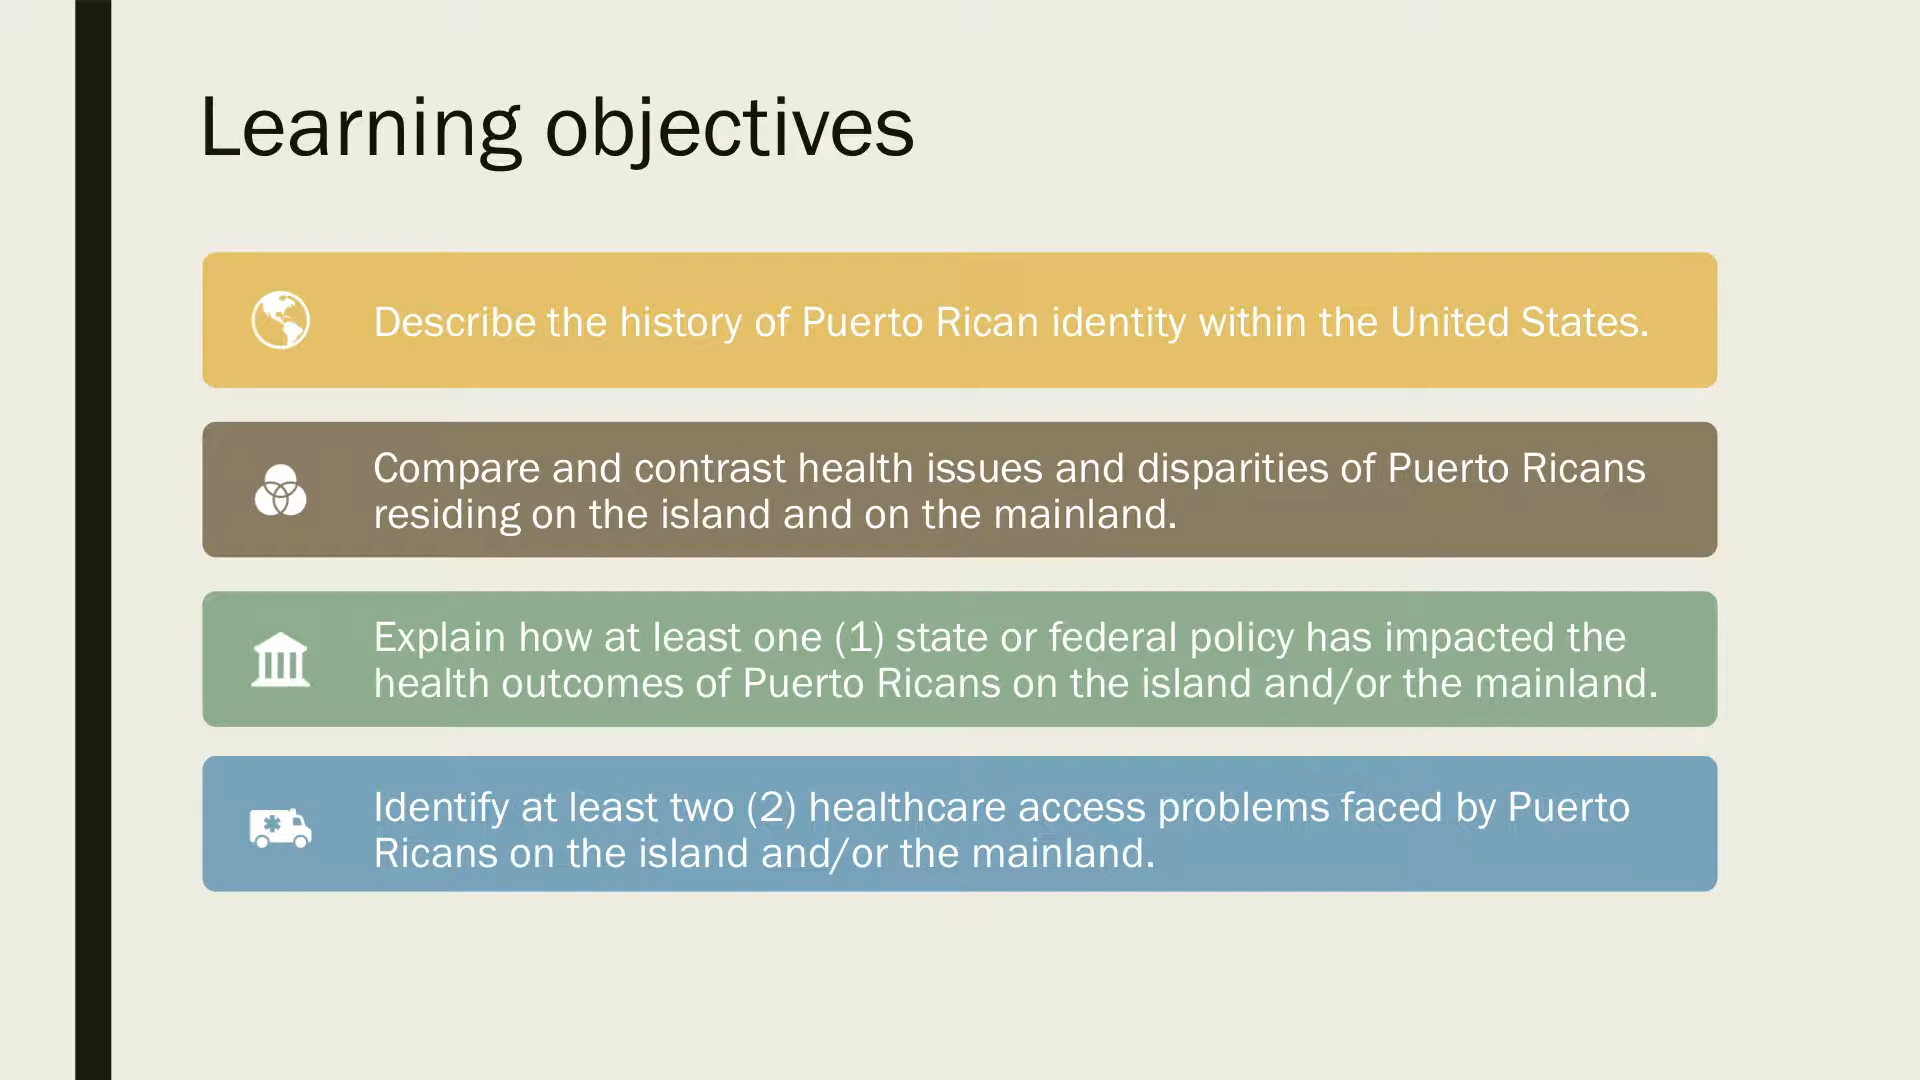 Learning objectives
Describe the history of Puerto Rican identity within the United States.
Compare and contrast health issues and disparities of Puerto Ricans
residing on the island and on the mainland.
Explain how at least one (1) state or federal policy has impacted the
health outcomes of Puerto Ricans on the island and/or the mainland.
Identify at least two (2) healthcare access problems faced by Puerto
Ricans on the island and/or the mainland.